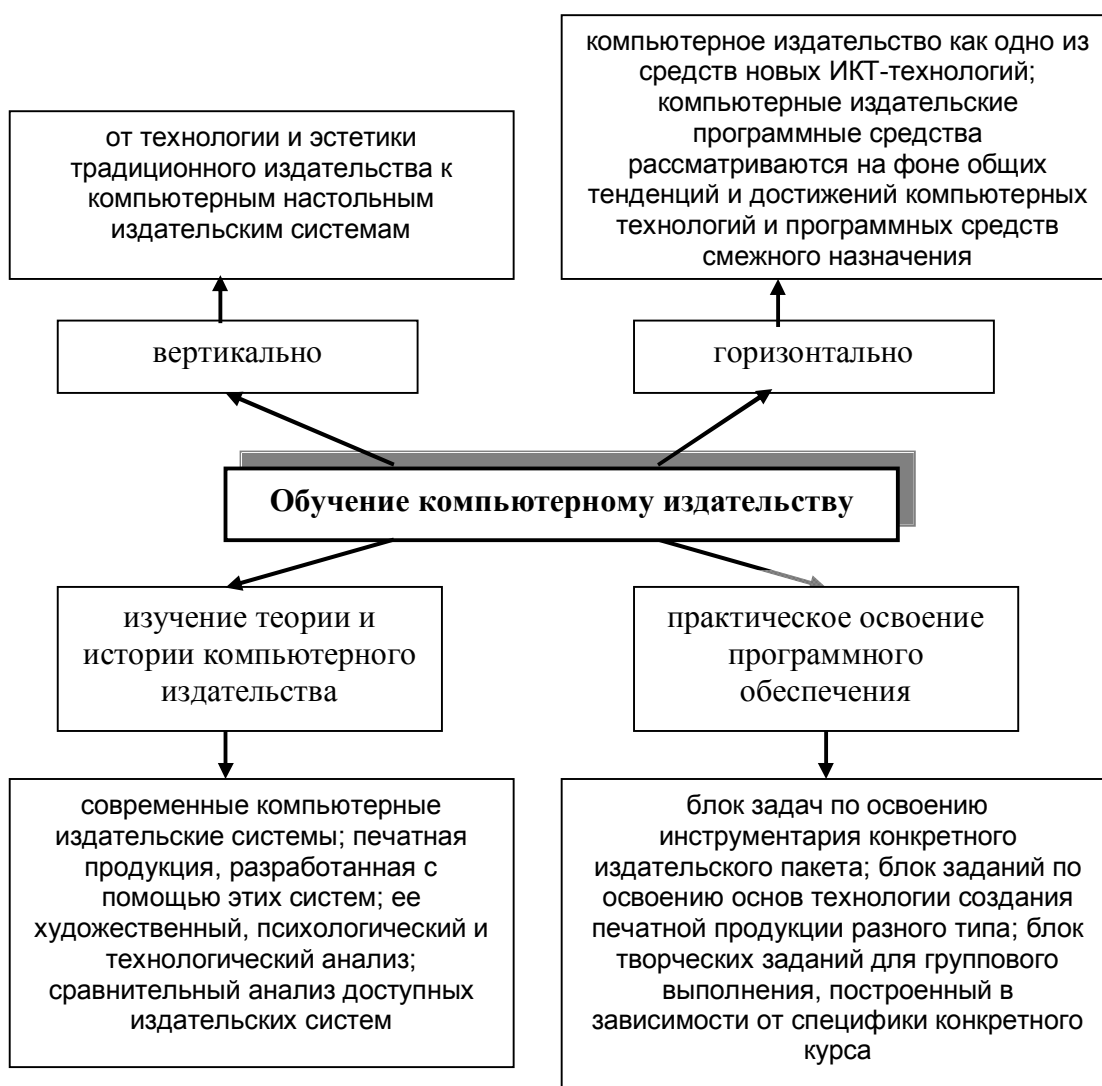 от технологии и эстетики
традиционного издательства к
компьютерным настольным
издательским системам
компьютерное издательство как одно из
средств новых ИКТ-технологий;
компьютерные издательские
программные средства
рассматриваются на фоне общих
тенденций и достижений компьютерных
технологий и программных средств
смежного назначения
вертикально
горизонтально
Обучение компьютерному издательству
изучение теории и
истории компьютерного
издательства
практическое освоение
программного
обеспечения
современные компьютерные
издательские системы; печатная
продукция, разработанная с
помощью этих систем; ее
художественный, психологический и
технологический анализ;
сравнительный анализ доступных
издательских систем
блок задач по освоению
инструментария конкретного
издательского пакета; блок заданий по
освоению основ технологии создания
печатной продукции разного типа; блок
творческих заданий для группового
выполнения, построенный в
зависимости от специфики конкретного
курса